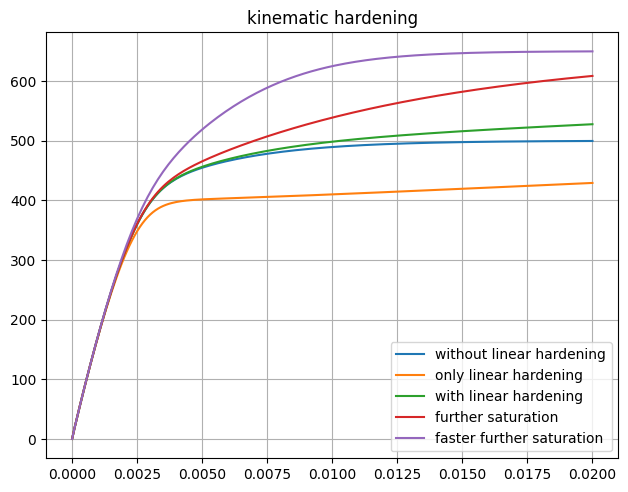 kinematic hardening
600
500
400
300
200
100
0
without linear hardening
only linear hardening
with linear hardening
further saturation
faster further saturation
0.0000 0.0025 0.0050 0.0075 0.0100 0.0125 0.0150 0.0175 0.0200